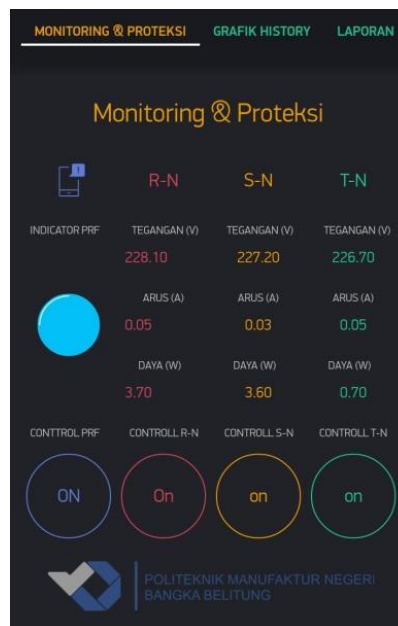 MONITORING & PROTEKSI GRAFIK HISTORY LAPORAN
Monitoring & Proteksi
R-N S-N T-N
INDICATOR PRF TEGANGAN (V) TEGANGAN (V) TEGANGAN (V)
228.10 227.20 226.70
ARUS (A) ARUS (A) ARUS (A)
0.05 0.03 0.05
DAYA (W) DAYA (W) DAYA (W)
3.70 3.60 0.70
CONTTROL PRF CONTROLL R-N CONTROLL S-N CONTROLL T-N
ON On on on
POLITEKNIK MANUFAKTUR NEGERI
BANGKA BELITUNG